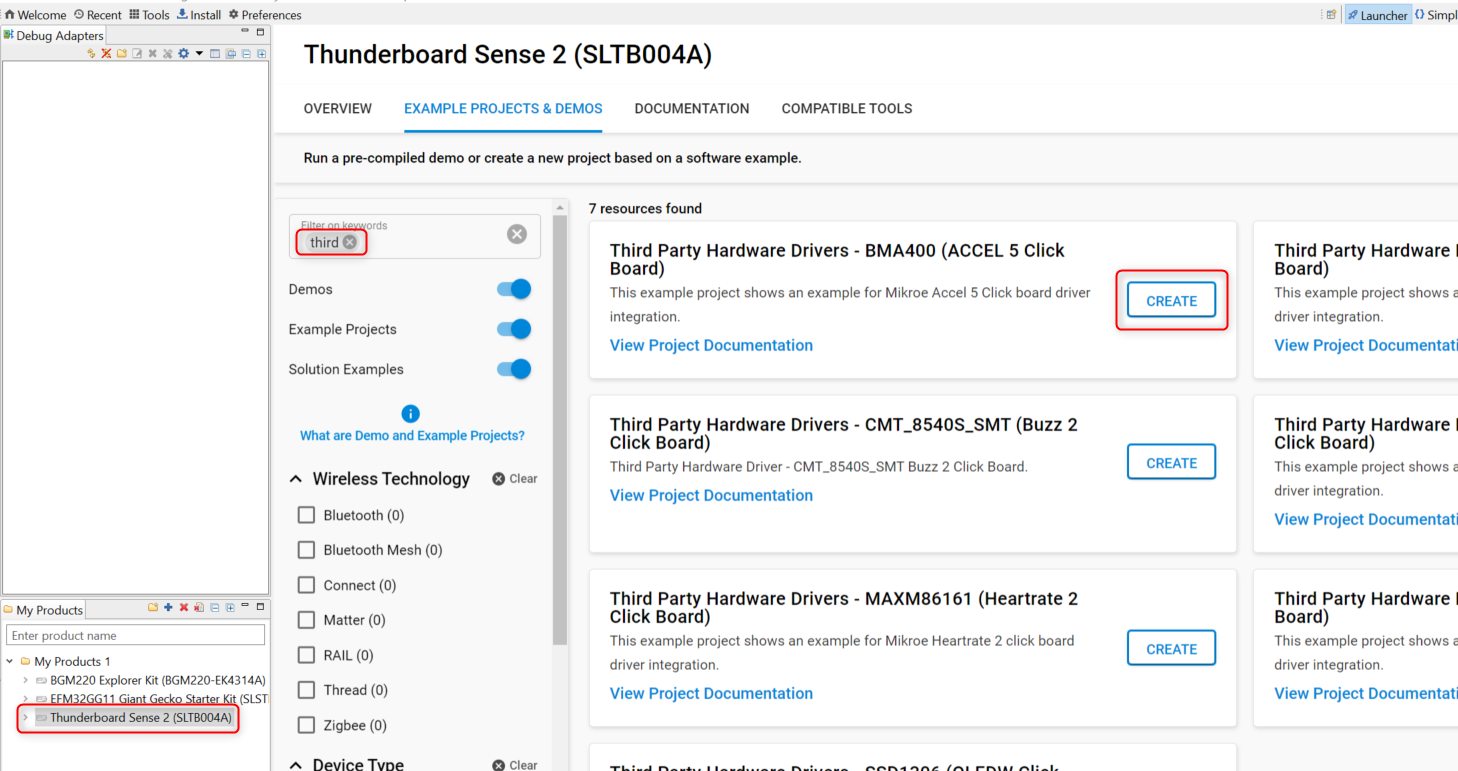 Welcome Recent Tools Install Preferences
Launcher Simpl
Debug Adapters
Thunderboard Sense 2 (SLTB004A)
OVERVIEW EXAMPLE PROJECTS & DEMOS DOCUMENTATION COMPATIBLE TOOLS
Run a pre-compiled demo or create a new project based on a software example.
Filter on keywords
third
Demos
Example Projects
Solution Examples
What are Demo and Example Projects?
Wireless Technology Clear
Bluetooth (0)
Bluetooth Mesh (0)
Connect (0)
Matter (0)
RAIL (0)
Thread (0)
Zigbee (0)
Device Type Clear
7 resources found
Third Party Hardware Drivers - BMA400 (ACCEL 5 Click
Board)
This example project shows an example for Mikroe Accel 5 Click board driver
integration.
View Project Documentation
CREATE
Third Party Hardware
Board)
This example project shows a
driver integration.
View Project Documentati
Third Party Hardware Drivers - CMT_8540S_SMT (Buzz 2
Click Board)
Third Party Hardware Driver - CMT_8540S_SMT Buzz 2 Click Board.
View Project Documentation
CREATE
Third Party Hardware
Click Board)
This example project shows a
driver integration.
View Project Documentati
Third Party Hardware Drivers - MAXM86161 (Heartrate 2
Click Board)
This example project shows an example for Mikroe Heartrate 2 click board
driver integration.
View Project Documentation
CREATE
Third Party Hardware
Board)
This example project shows a
driver integration.
View Project Documentati
Third Party Hardware Drivers - SSD1306 (OLEDW Click
My Products
Enter product name
My Products 1
BGM220 Explorer Kit (BGM220-EK4314A)
EFM32GG11 Giant Gecko Starter Kit (SLST
Thunderboard Sense 2 (SLTB004A)